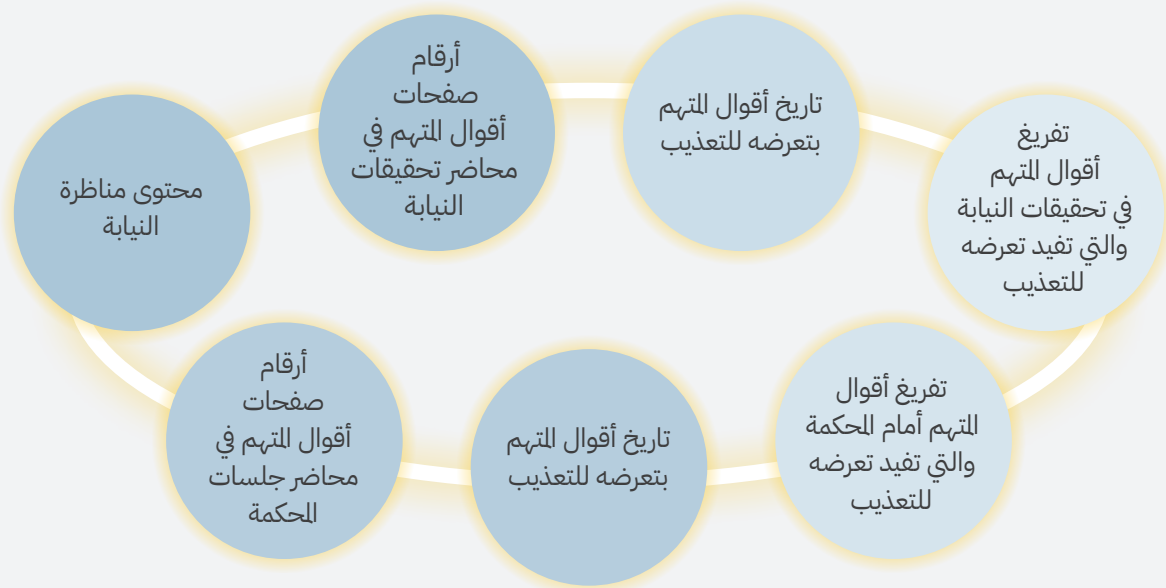 تفريغ
أقوال المتهم
في تحقيقات النيابة
والتي تفيد تعرضه
للتعذيب
تاريخ أقوال المتهم
بتعرضه للتعذيب
أرقام
صفحات
أقوال المتهم في
محاضر تحقيقات
النيابة
محتوى مناظرة
النيابة
تفريغ أقوال
المتهم أمام المحكمة
والتي تفيد تعرضه
للتعذيب
تاريخ أقوال المتهم
بتعرضه للتعذيب
أرقام
صفحات
أقوال المتهم في
محاضر جلسات
المحكمة